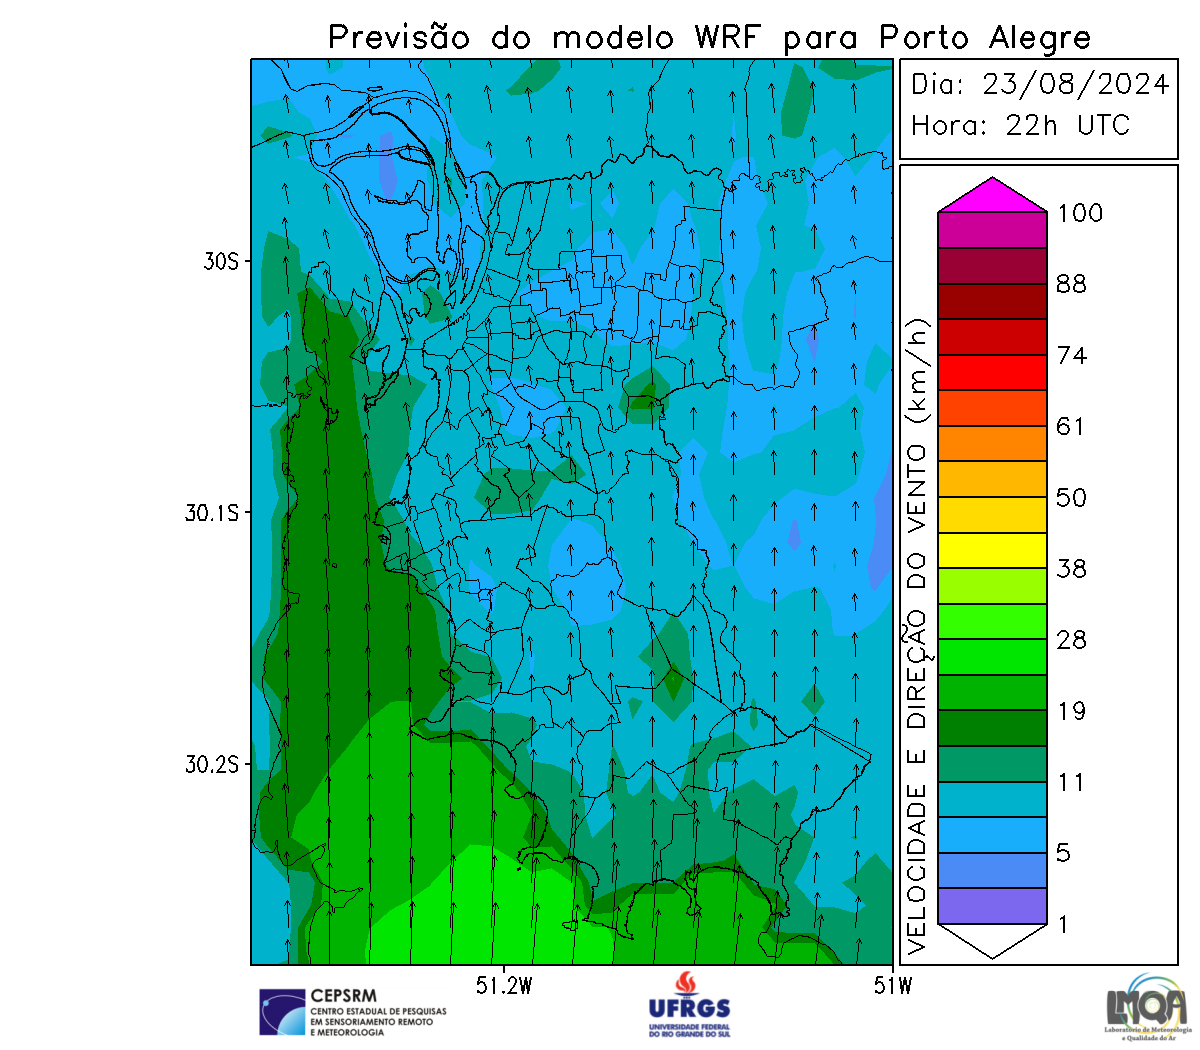 Previsão do modelo WRF para Porto Alegre
Dia: 23/08/2024
Hora: 22h UTC
VELOCIDADE E DIREÇÃO DO VENTO (km/h)
100
88
74
61
50
38
28
19
11
5
1
30S
30.1S
30.2S
51.2W
51W
CEPSRM
CENTRO ESTADUAL DE PESQUISAS
EM SENSORIAMENTO REMOTO
E METEOROLOGIA
UFRGS
UNIVERSIDADE FEDERAL
DO RIO GRANDE DO SUL
LMQA
Laboratório de Meteorologia
e Qualidade do Ar